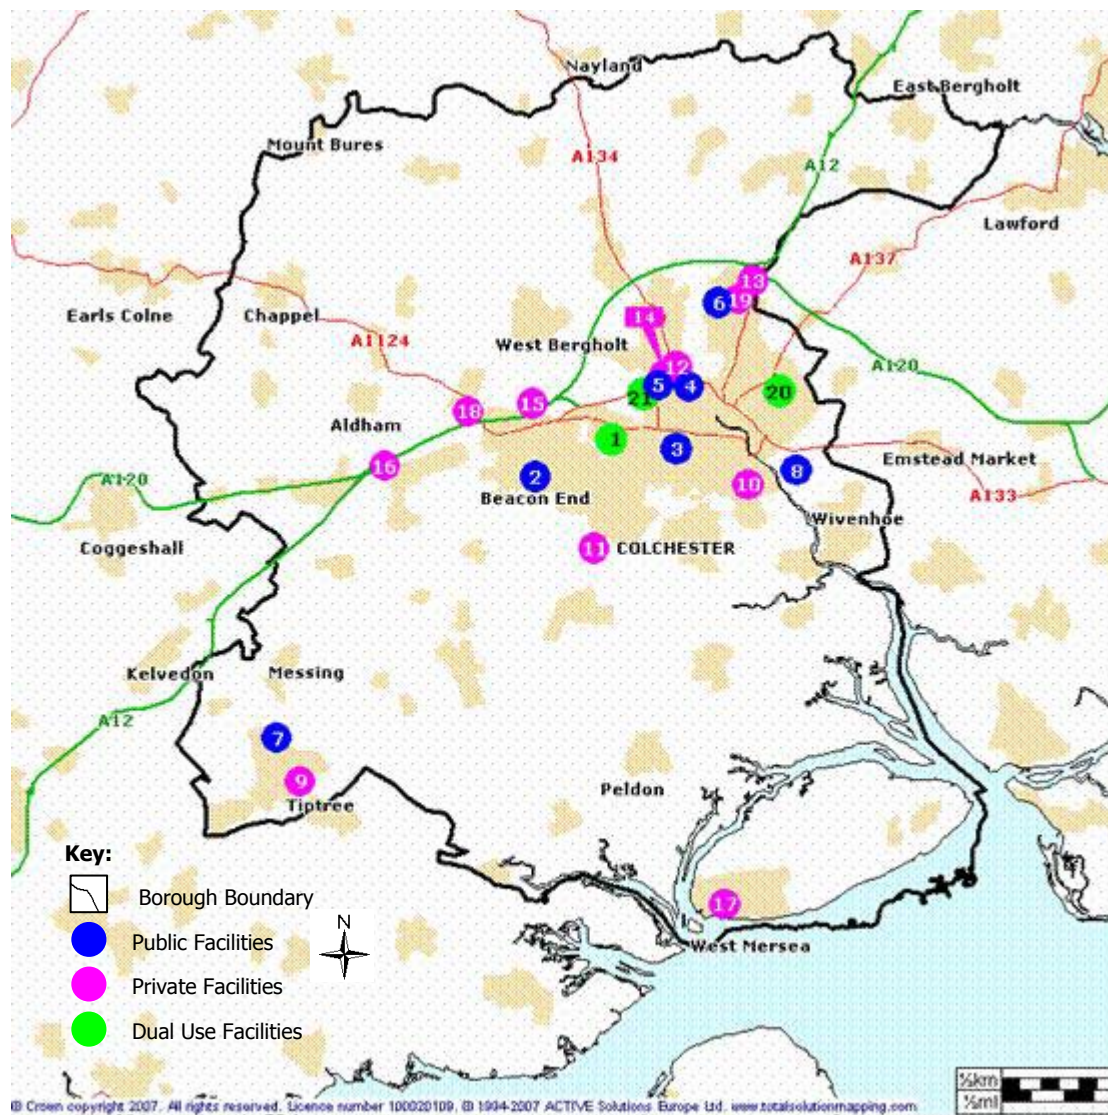 Nayland
East Bergholt
Mount Bures
A134
A12
Lawford
A137
13
6
19
Earls Colne
Chappel
14
A1124
West Bergholt
12
A120
5
4
20
21
15
18
Aldham
1
3
Emstead Market
16
8
A120
2
10
A133
Beacon End
Wivenhoe
Coggeshall
11
COLCHESTER
Kelvedon
Messing
A12
7
9
Peldon
Tiptree
Key:
Borough Boundary
17
N
Public Facilities
West Mersea
Private Facilities
Dual Use Facilities
½km
½ml
© Crown copyright 2007. All rights reserved. Licence number 100020109. © 1994-2007 ACTIVE Solutions Europe Ltd. www.totalsolutionmapping.com